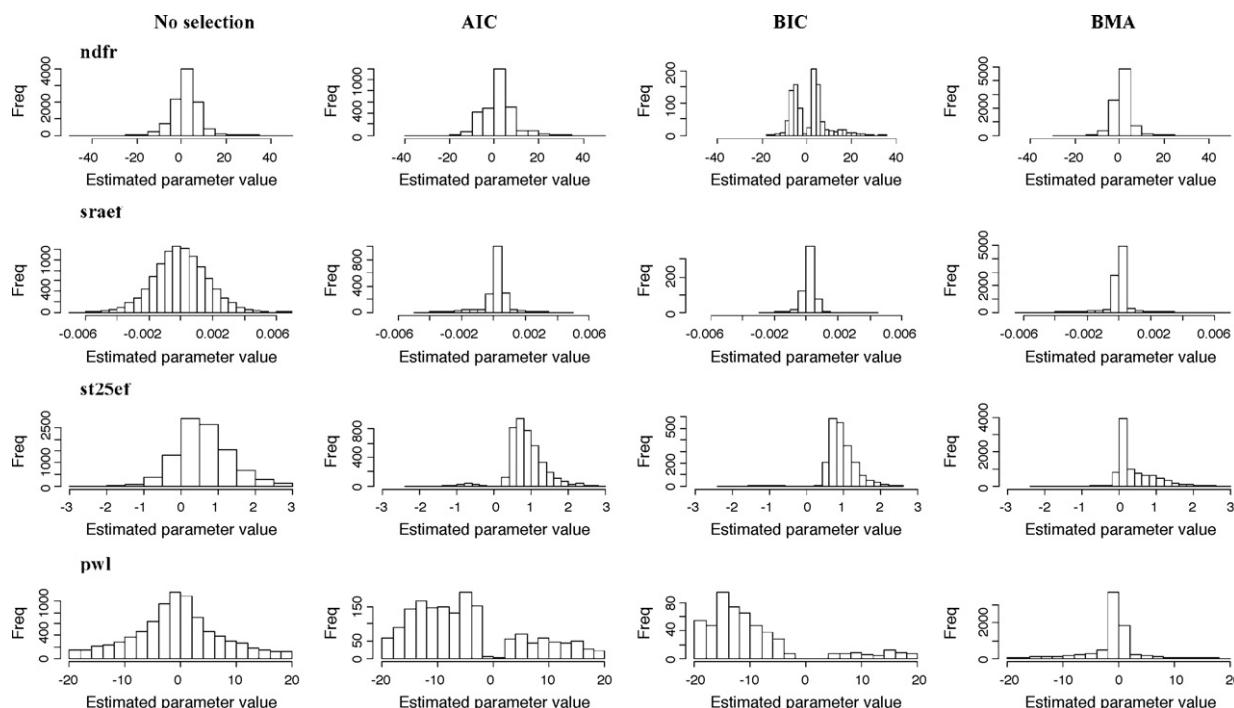 No selection AIC BIC BMA
ndfr
Freq 0 2000 4000 Freq 0 400 1000 Freq 0 50 100 200 Freq 0 2000 5000
-40 -20 0 20 40 -40 -20 0 20 40 -40 -20 0 20 40 -40 -20 0 20 40
Estimated parameter value Estimated parameter value Estimated parameter value Estimated parameter value
sraef
Freq 0 400 1000 Freq 0 400 800 Freq 0 200 Freq 0 2000 5000
-0.006 -0.002 0.002 0.006 -0.006 -0.002 0.002 0.006 -0.006 -0.002 0.002 0.006 -0.006 -0.002 0.002 0.006
Estimated parameter value Estimated parameter value Estimated parameter value Estimated parameter value
st25ef
Freq 0 1000 2500 Freq 0 400 800 Freq 0 200 500 Freq 0 2000 4000
-3 -2 -1 0 1 2 3 -3 -2 -1 0 1 2 3 -3 -2 -1 0 1 2 3 -3 -2 -1 0 1 2 3
Estimated parameter value Estimated parameter value Estimated parameter value Estimated parameter value
pwl
Freq 0 400 1000 Freq 0 50 150 Freq 0 40 80 Freq 0 2000
-20 -10 0 10 20 -20 -10 0 10 20 -20 -10 0 10 20 -20 -10 0 10 20
Estimated parameter value Estimated parameter value Estimated parameter value Estimated parameter value